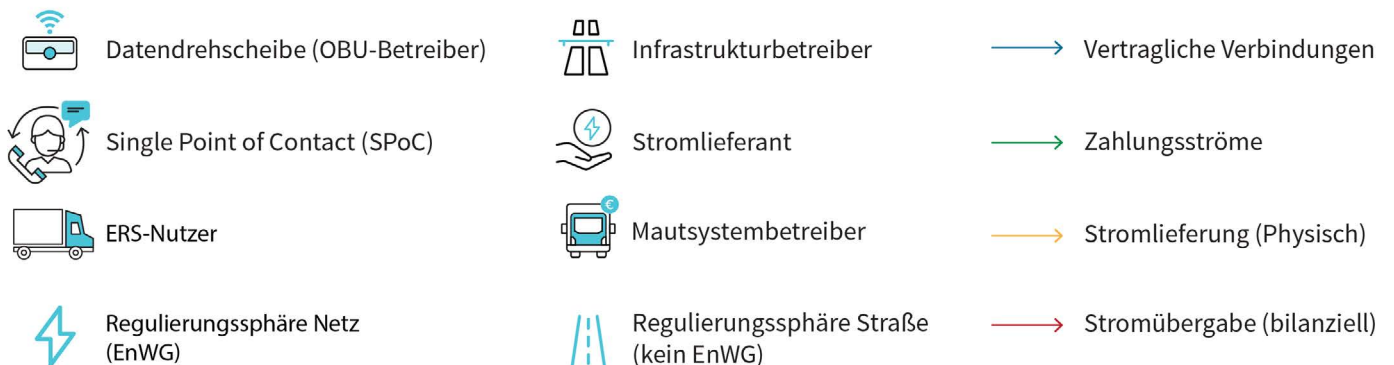 Datendrehscheibe (OBU-Betreiber)
Infrastrukturbetreiber
Vertragliche Verbindungen
Single Point of Contact (SPoC)
Stromlieferant
Zahlungsströme
ERS-Nutzer
€
Mautsystembetreiber
Stromlieferung (Physisch)
Regulierungssphäre Netz
(EnWG)
Regulierungssphäre Straße
(kein EnWG)
Stromübergabe (bilanziell)